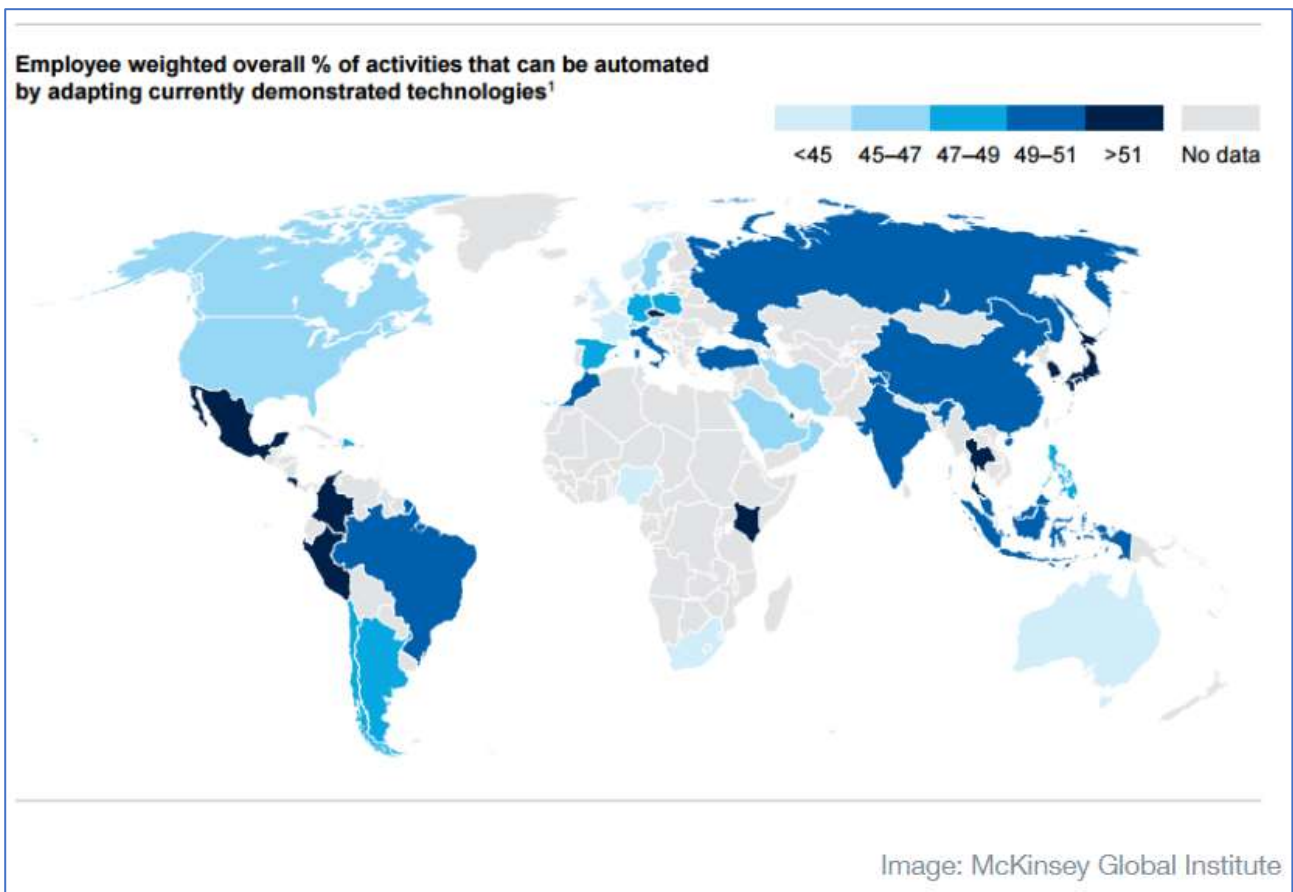 Employee weighted overall % of activities that can be automated
by adapting currently demonstrated technologies¹
<45 45–47 47–49 49–51 >51 No data
Image: McKinsey Global Institute